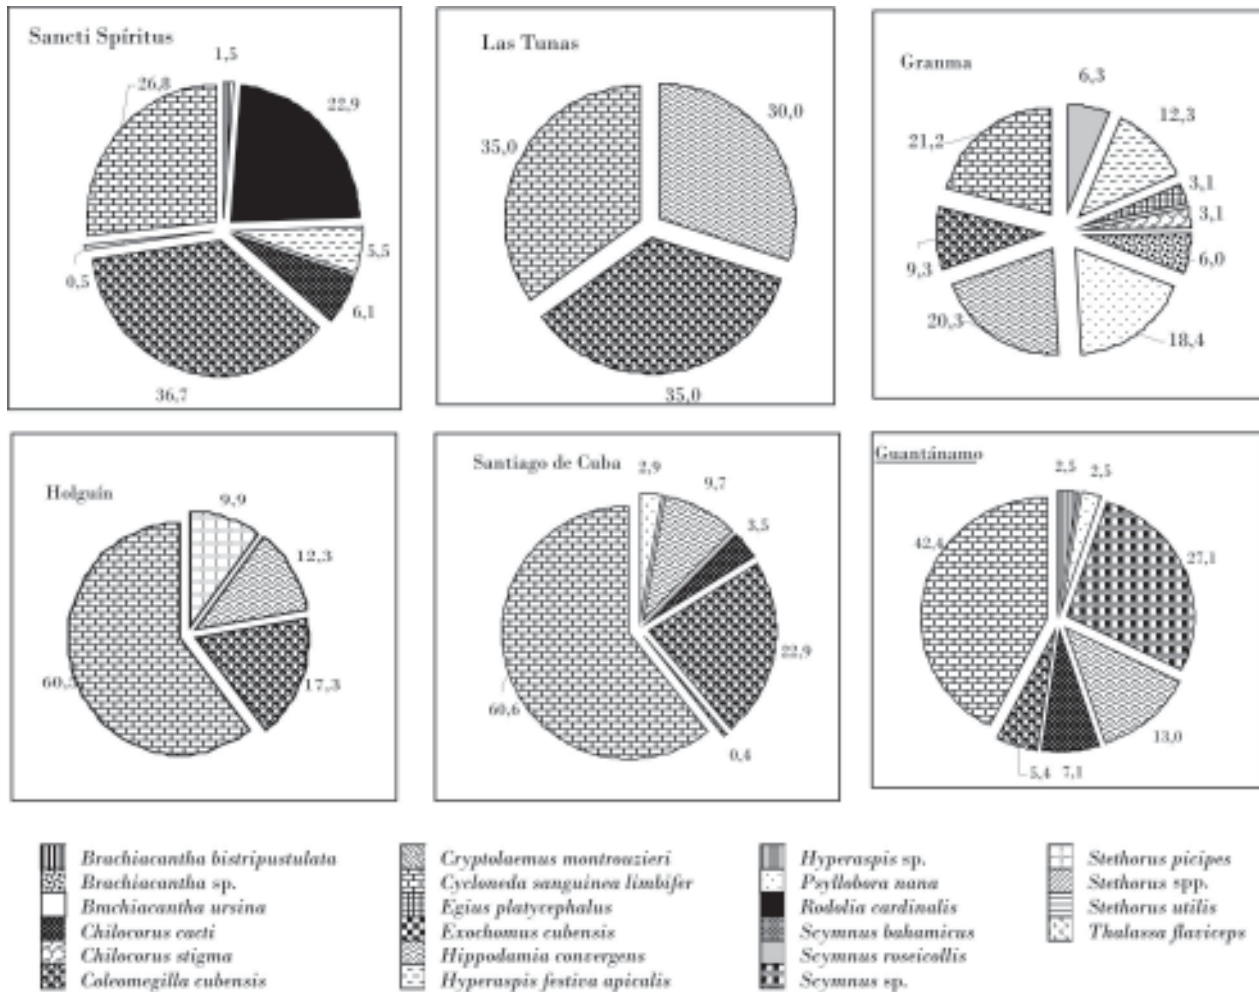 Sancti Spíritus
1,5
26,8
22,9
5,5
6,1
0,5
36,7
Las Tunas
30,0
35,0
35,0
Granma
6,3
12,3
21,2
3,1
3,1
6,0
9,3
20,3
18,4
Holguín
9,9
12,3
60,5
17,3
Santiago de Cuba
2,9
9,7
3,5
22,9
60,6
0,4
Guantánamo
2,5
2,5
42,4
27,1
13,0
5,4
7,1
Brachiacantha bistripustulata
Brachiacantha sp.
Brachiacantha ursina
Chilocorus cacti
Chilocorus stigma
Coleomegilla cubensis
Cryptolaemus montrouzieri
Cycloneda sanguinea limbifer
Egius platycephalus
Exochomus cubensis
Hippodamia convergens
Hyperaspis festiva apicalis
Hyperaspis sp.
Psyllobora nana
Rodolia cardinalis
Scymnus bahamicus
Scymnus roseicollis
Scymnus sp.
Stethorus picipes
Stethorus spp.
Stethorus utilis
Thalassa flaviceps